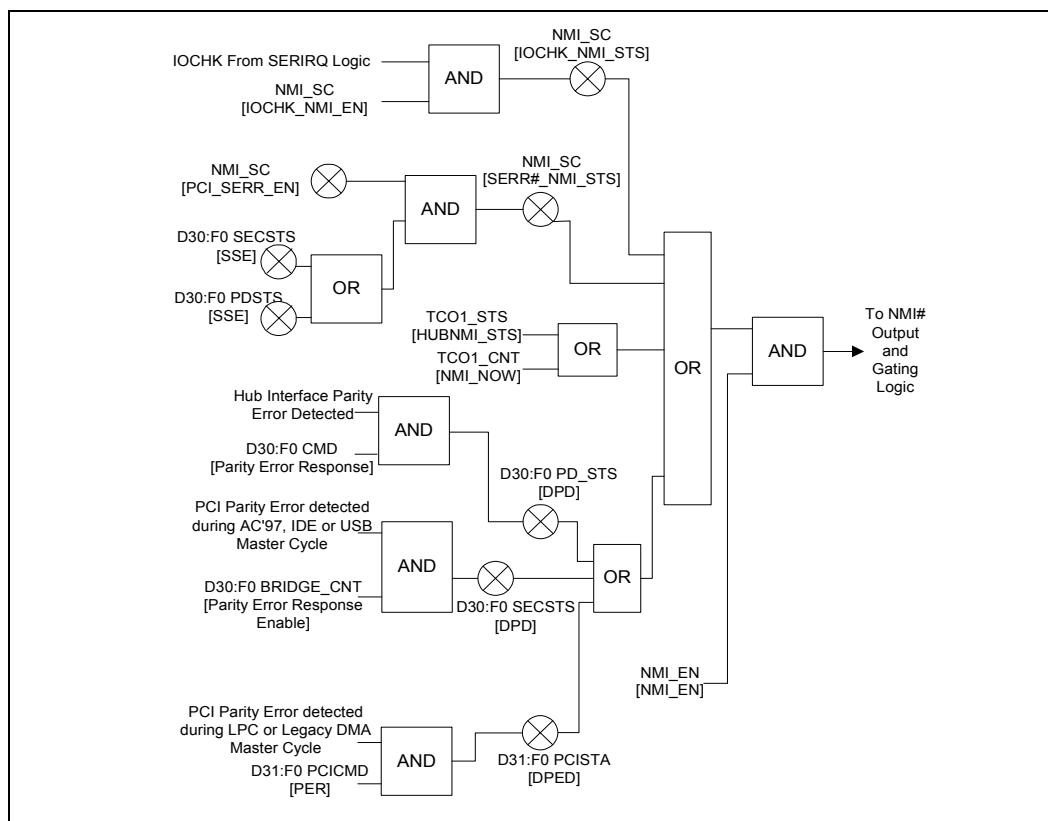 NMI_SC
[IOCHK_NMI_STS]
IOCHK From SERIRQ Logic
AND
NMI_SC
[IOCHK_NMI_EN]
NMI_SC
[PCI_SERR_EN]
NMI_SC
[SERR#_NMI_STS]
AND
D30:F0 SECSTS
[SSE]
OR
D30:F0 PDSTS
[SSE]
TCO1_STS
[HUBNMI_STS]
OR
TCO1_CNT
[NMI_NOW]
OR
AND
To NMI#
Output
and
Gating
Logic
Hub Interface Parity
Error Detected
AND
D30:F0 CMD
[Parity Error Response]
D30:F0 PD_STS
[DPD]
PCI Parity Error detected
during AC'97, IDE or USB
Master Cycle
AND
OR
D30:F0 BRIDGE_CNT
[Parity Error Response
Enable]
D30:F0 SECSTS
[DPD]
NMI_EN
[NMI_EN]
PCI Parity Error detected
during LPC or Legacy DMA
Master Cycle
AND
D31:F0 PCICMD
[PER]
D31:F0 PCISTA
[DPED]